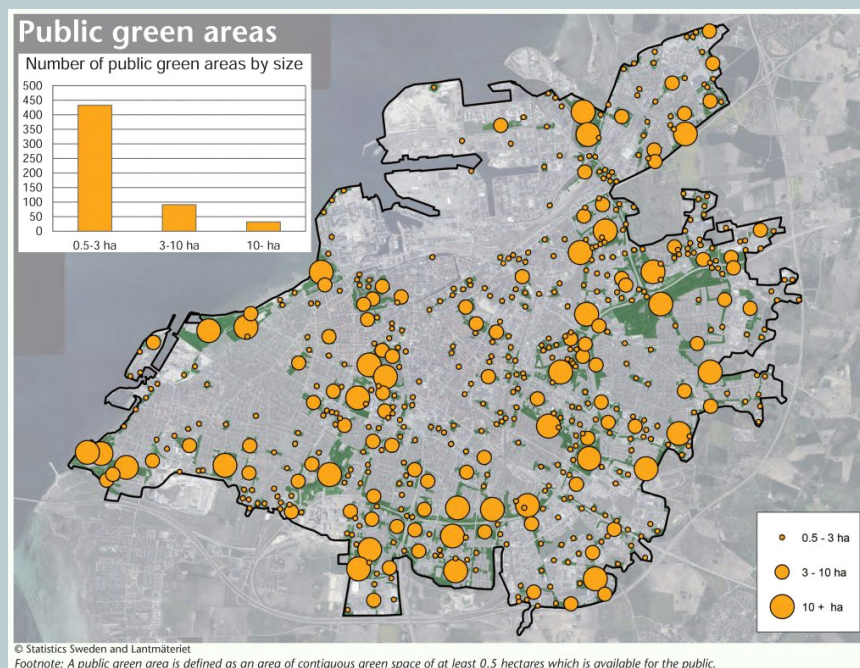 Public green areas
Number of public green areas by size
500
450
400
350
300
250
200
150
100
50
0
0.5-3 ha 3-10 ha 10- ha
0.5 - 3 ha
3 - 10 ha
10 + ha
© Statistics Sweden and Lantmäteriet
Footnote: A public green area is defined as an area of contiguous green space of at least 0.5 hectares which is available for the public.